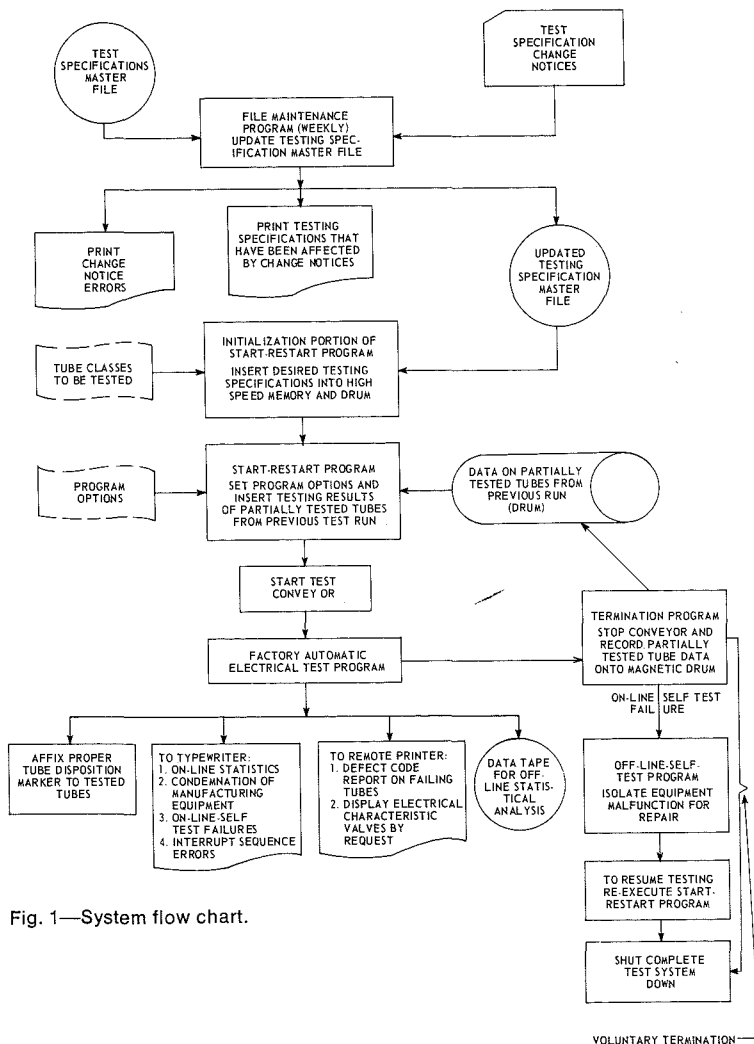 TEST
SPECIFICATIONS
MASTER
FILE
TEST
SPECIFICATION
CHANGE
NOTICES
FILE MAINTENANCE
PROGRAM (WEEKLY)
UPDATE TESTING SPEC-
IFICATION MASTER FILE
PRINT
CHANGE
NOTICE
ERRORS
PRINT TESTING
SPECIFICATIONS THAT
HAVE BEEN AFFECTED
BY CHANGE NOTICES
UPDATED
TESTING
SPECIFICATION
MASTER
FILE
TUBE CLASSES
TO BE TESTED
INITIALIZATION PORTION OF
START-RESTART PROGRAM
INSERT DESIRED TESTING
SPECIFICATIONS INTO HIGH
SPEED MEMORY AND DRUM
PROGRAM
OPTIONS
START-RESTART PROGRAM
SET PROGRAM OPTIONS AND
INSERT TESTING RESULTS
OF PARTIALLY TESTED TUBES
FROM PREVIOUS TEST RUN
DATA ON PARTIALLY
TESTED TUBES FROM
PREVIOUS RUN
(DRUM)
START TEST
CONVEY OR
FACTORY AUTOMATIC
ELECTRICAL TEST PROGRAM
TERMINATION PROGRAM
STOP CONVEYOR AND
RECORD PARTIALLY
TESTED TUBE DATA
ONTO MAGNETIC DRUM
ON-LINE SELF TEST
FAILURE
AFFIX PROPER
TUBE DISPOSITION
MARKER TO TESTED
TUBES
TO TYPEWRITER:
1. ON-LINE STATISTICS
2. CONDEMNATION OF
MANUFACTURING
EQUIPMENT
3. ON-LINE-SELF
TEST FAILURES
4. INTERRUPT SEQUENCE
ERRORS
TO REMOTE PRINTER:
1. DEFECT CODE
REPORT ON FAILING
TUBES
2. DISPLAY ELECTRICAL
CHARACTERISTIC
VALVES BY
REQUEST
DATA TAPE
FOR OFF-
LINE STATIS-
TICAL
ANALYSIS
OFF-LINE-SELF-
TEST PROGRAM
ISOLATE EQUIPMENT
MALFUNCTION FOR
REPAIR
TO RESUME TESTING
RE-EXECUTE START-
RESTART PROGRAM
SHUT COMPLETE
TEST SYSTEM
DOWN
VOLUNTARY TERMINATION
Fig. 1—System flow chart.